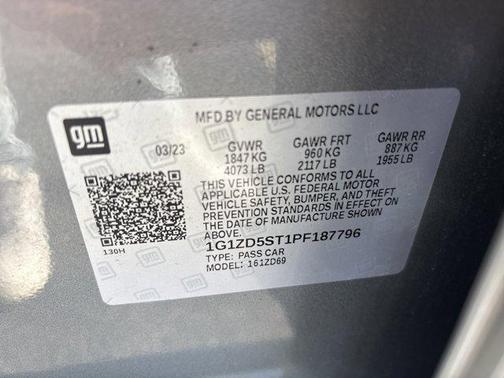 gm
MFD BY GENERAL MOTORS LLC
03/23 GVWR GAWR FRT GAWR RR
1847 KG 960 KG 887 KG
4073 LB 2117 LB 1955 LB
THIS VEHICLE CONFORMS TO ALL
APPLICABLE U.S. FEDERAL MOTOR
VEHICLE SAFETY, BUMPER, AND THEFT
PREVENTION STANDARDS IN EFFECT ON
THE DATE OF MANUFACTURE SHOWN
ABOVE.
130H
1G1ZD5ST1PF187796
TYPE: PASS CAR
MODEL: 161ZD69